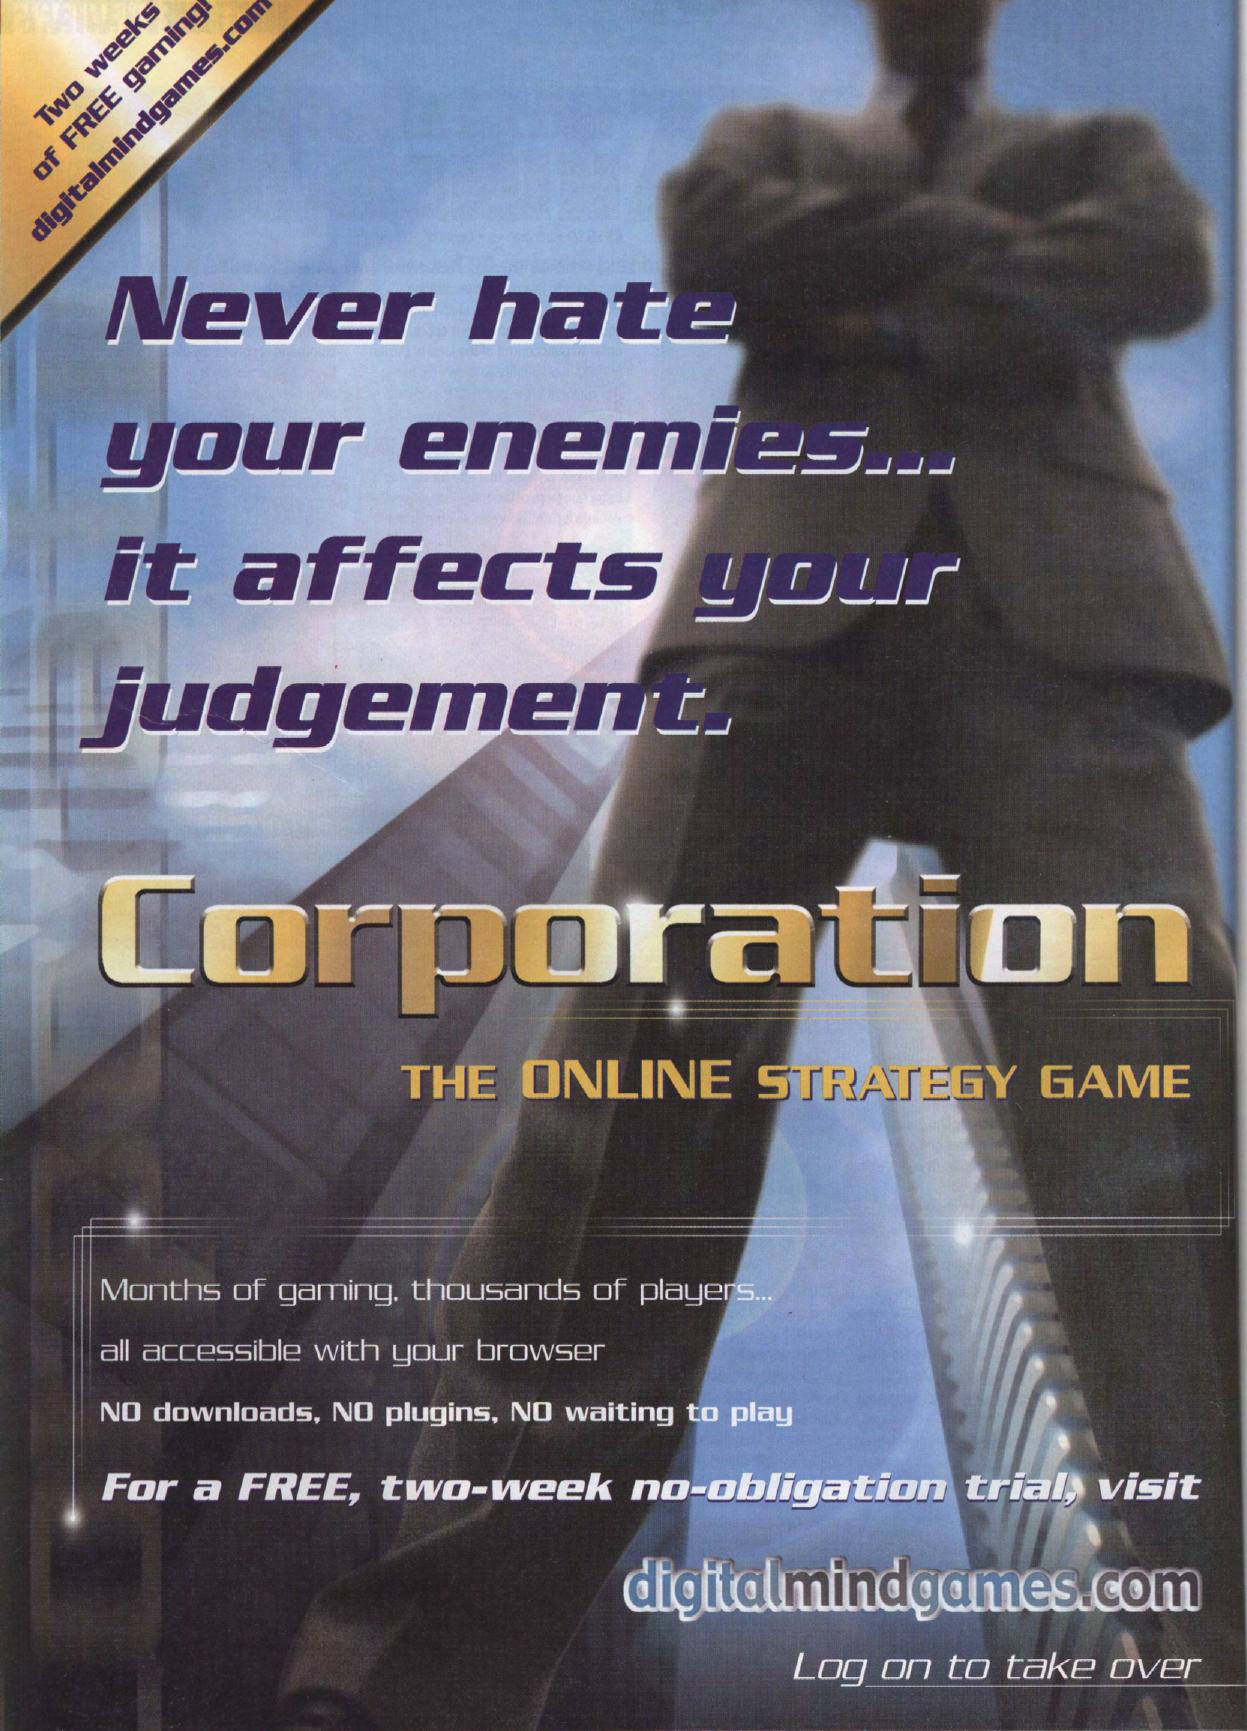 Two weeks
of FREE gaming!
digitalmindgames.com
Never hate
your enemies...
it affects your
judgement.
Corporation
THE ONLINE STRATEGY GAME
Months of gaming, thousands of players...
all accessible with your browser
NO downloads, NO plugins, NO waiting to play
For a FREE, two-week no-obligation trial, visit
digitalmindgames.com
Log on to take over